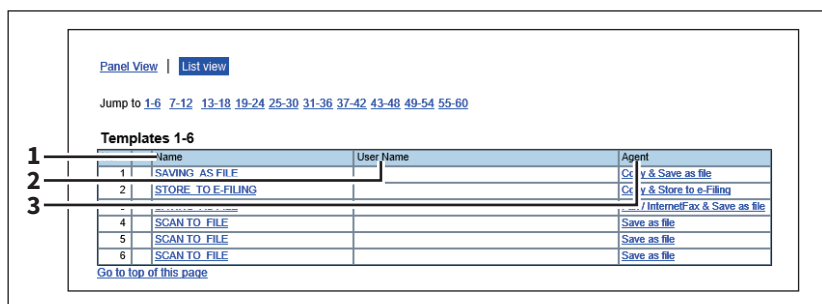 Panel View | List view
Jump to 1-6 7-12 13-18 19-24 25-30 31-36 37-42 43-48 49-54 55-60
Templates 1-6
1 Name User Name Agent
1 SAVING AS FILE Copy & Save as file
2
2 STORE TO E-FILING Copy & Store to e-Filing
3 / InternetFax & Save as file
4 SCAN TO FILE Save as file
5 SCAN TO FILE Save as file
6 SCAN TO FILE Save as file
Go to top of this page